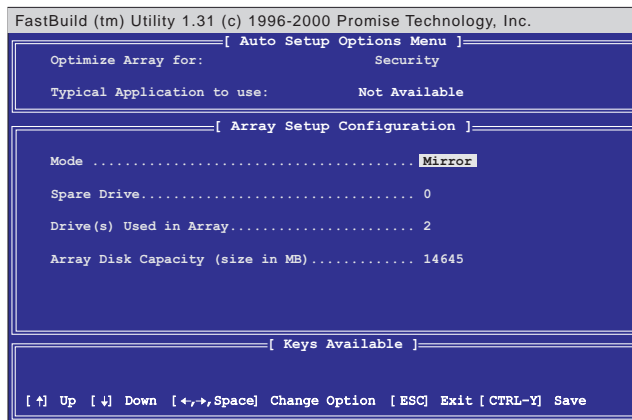 FastBuild (tm) Utility 1.31 (c) 1996-2000 Promise Technology, Inc.
[ Auto Setup Options Menu ]
Optimize Array for: Security
Typical Application to use: Not Available
[ Array Setup Configuration ]
Mode ........................................ Mirror
Spare Drive.................................. 0
Drive(s) Used in Array....................... 2
Array Disk Capacity (size in MB)............. 14645
[ Keys Available ]
[↑] Up [↓] Down [←,→,Space] Change Option [ESC] Exit [CTRL-Y] Save